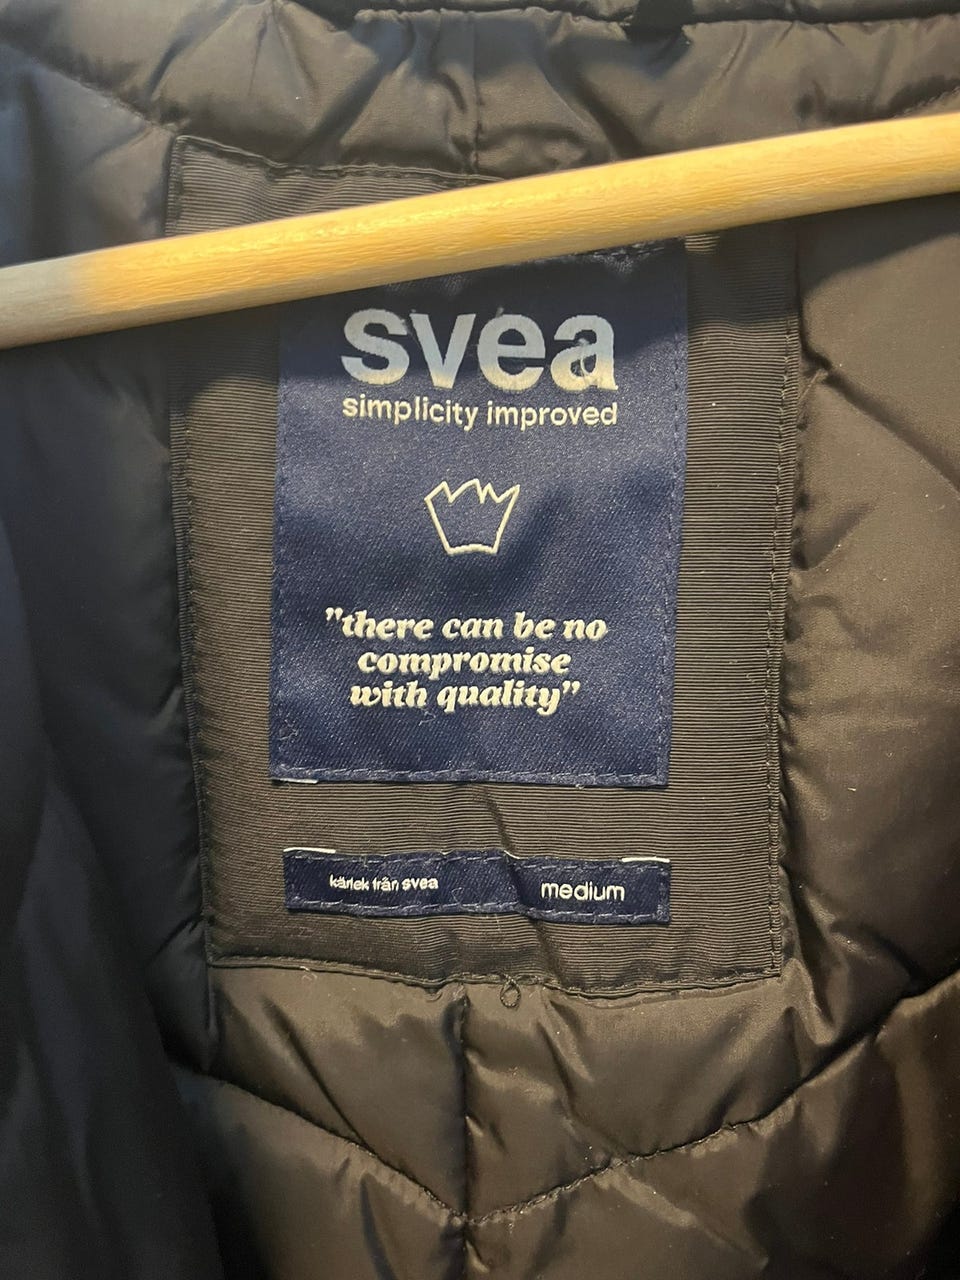 svea
simplicity improved
"there can be no
compromise
with quality"
kärlek från svea
medium